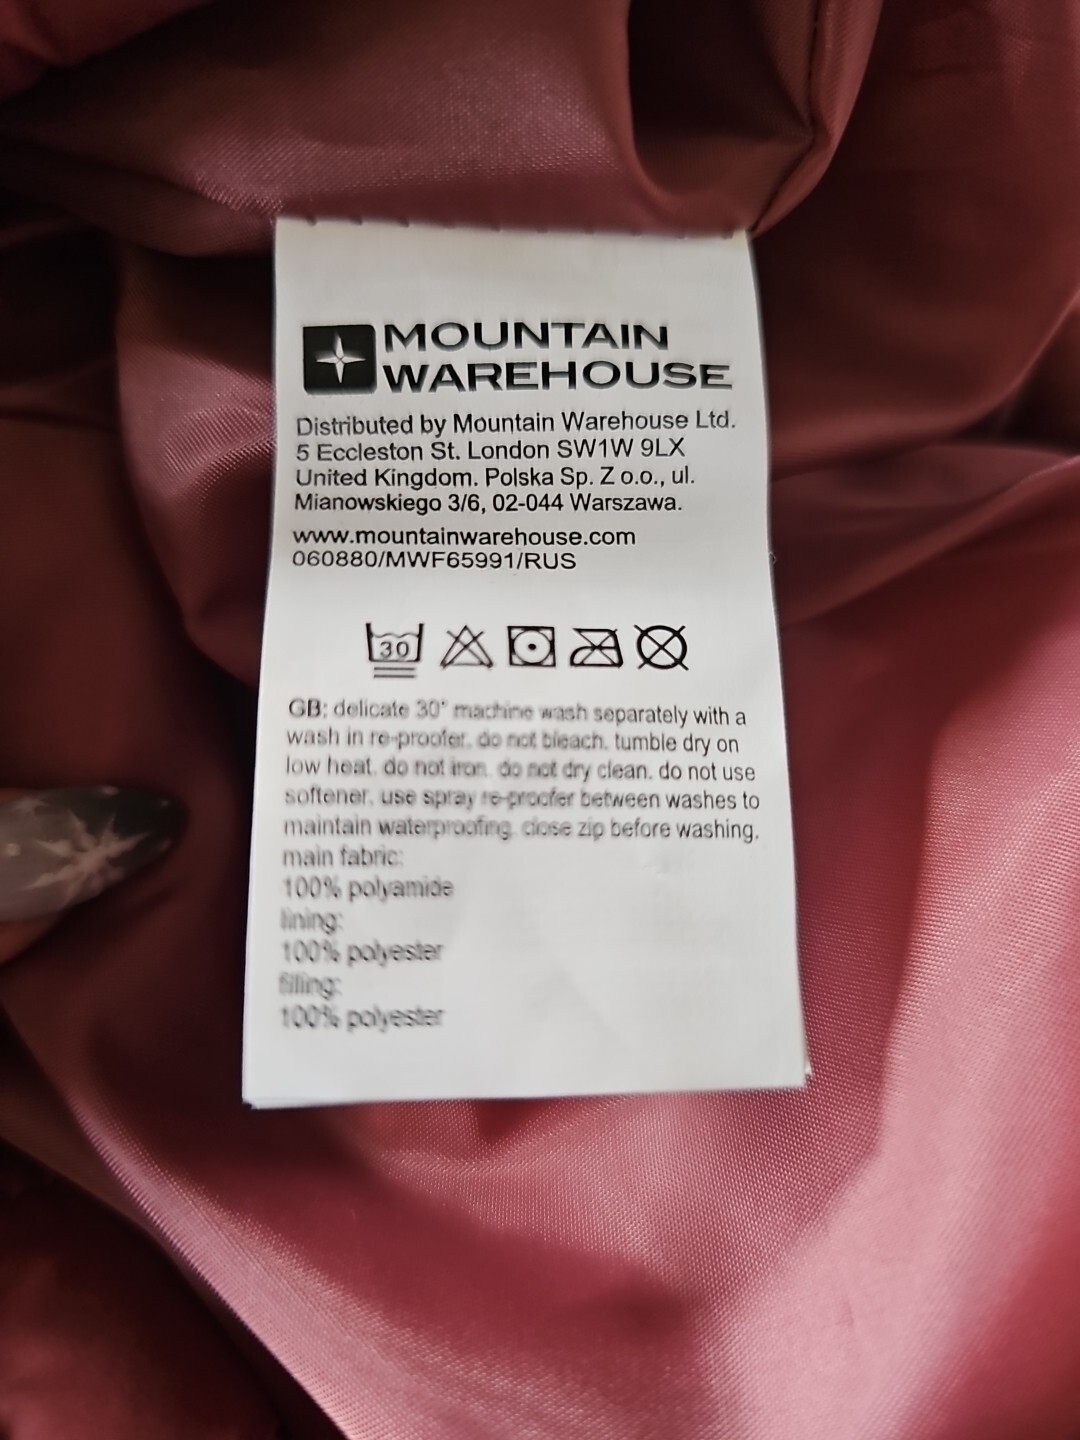 MOUNTAIN
WAREHOUSE
Distributed by Mountain Warehouse Ltd.
5 Eccleston St. London SW1W 9LX
United Kingdom. Polska Sp. Z o.o., ul.
Mianowskiego 3/6, 02-044 Warszawa.
www.mountainwarehouse.com
060880/MWF65991/RUS
30
GB: delicate 30° machine wash separately with a
wash in re-proofer. do not bleach. tumble dry on
low heat. do not iron. do not dry clean. do not use
softener. use spray re-proofer between washes to
maintain waterproofing. close zip before washing.
main fabric:
100% polyamide
lining:
100% polyester
filling:
100% polyester